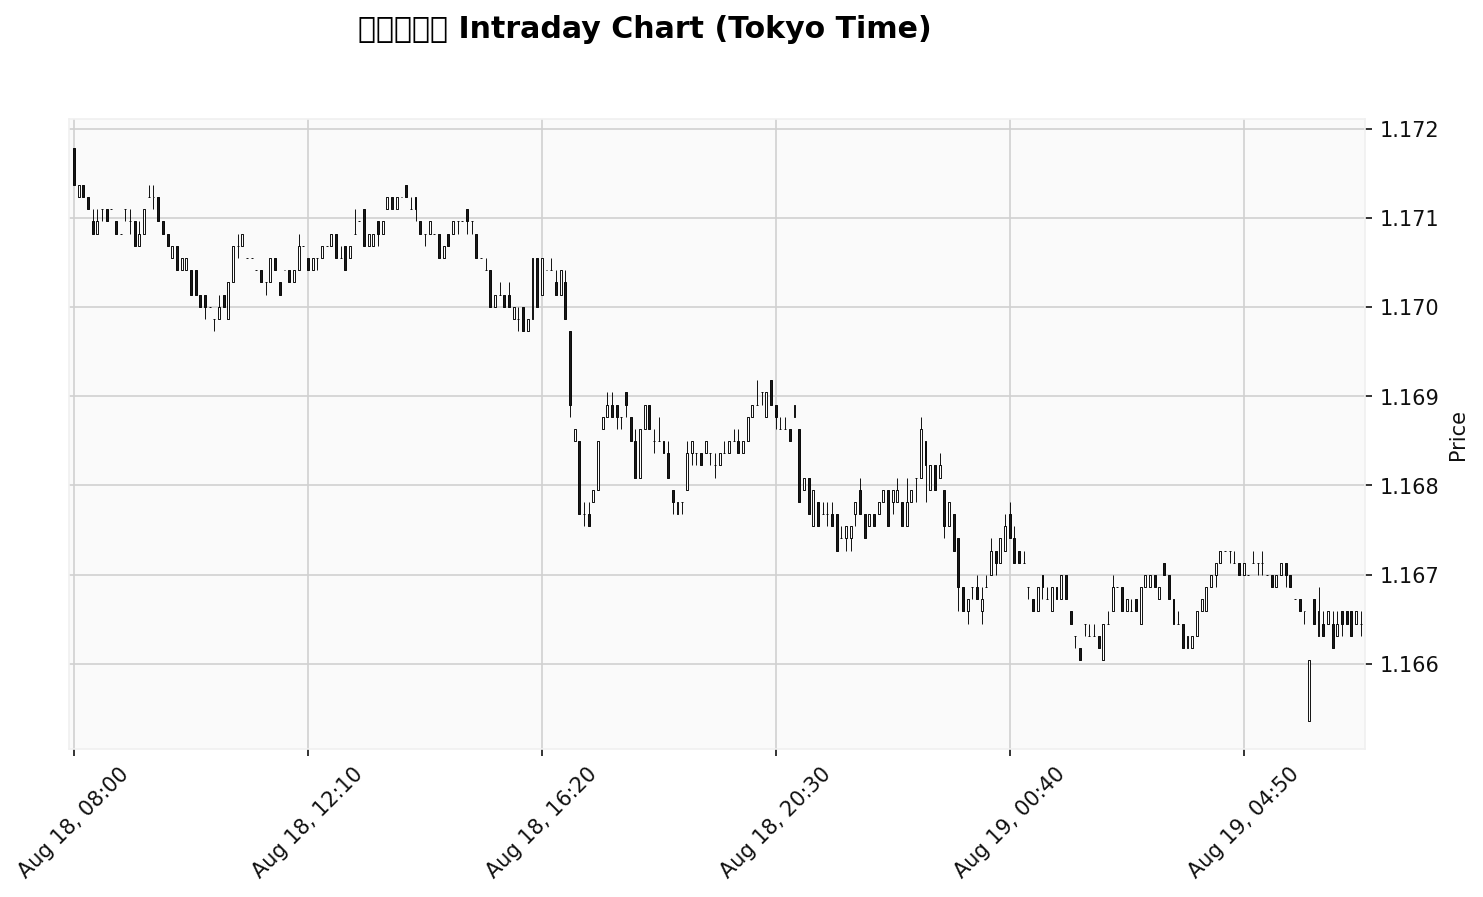 Intraday Chart (Tokyo Time)
1.172
1.171
1.170
1.169
1.168
1.167
1.166
Price
Aug 18, 08:00
Aug 18, 12:10
Aug 18, 16:20
Aug 18, 20:30
Aug 19, 00:40
Aug 19, 04:50